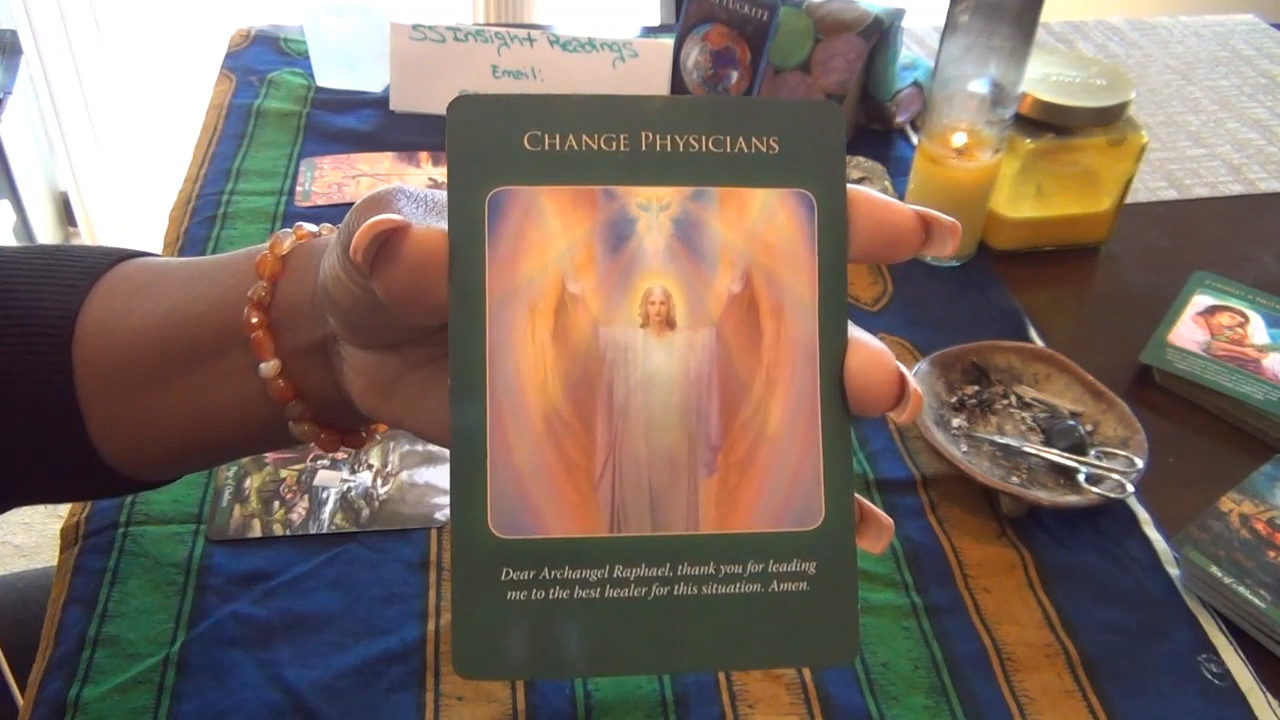 SS Insight Readings
Email:
TUCKITE
CHANGE PHYSICIANS
Dear Archangel Raphael, thank you for leading
me to the best healer for this situation. Amen.